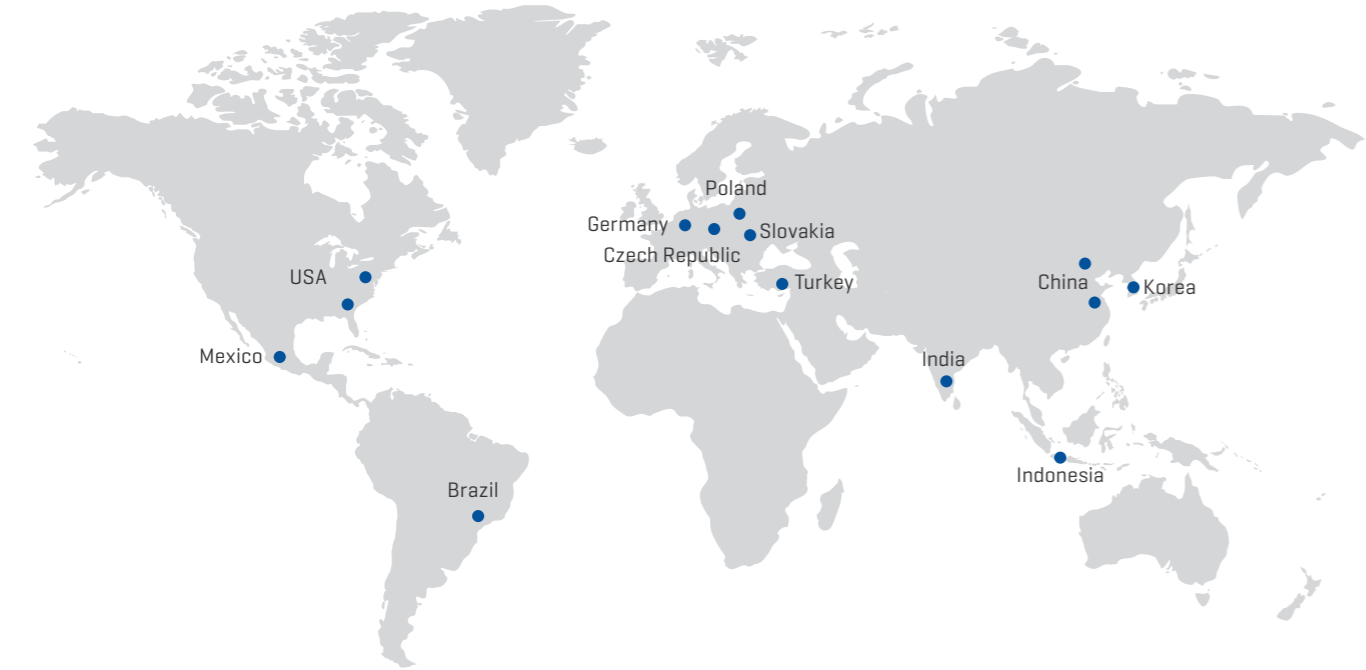 Poland
Germany
Slovakia
Czech Republic
USA
Turkey
China
Korea
Mexico
India
Indonesia
Brazil